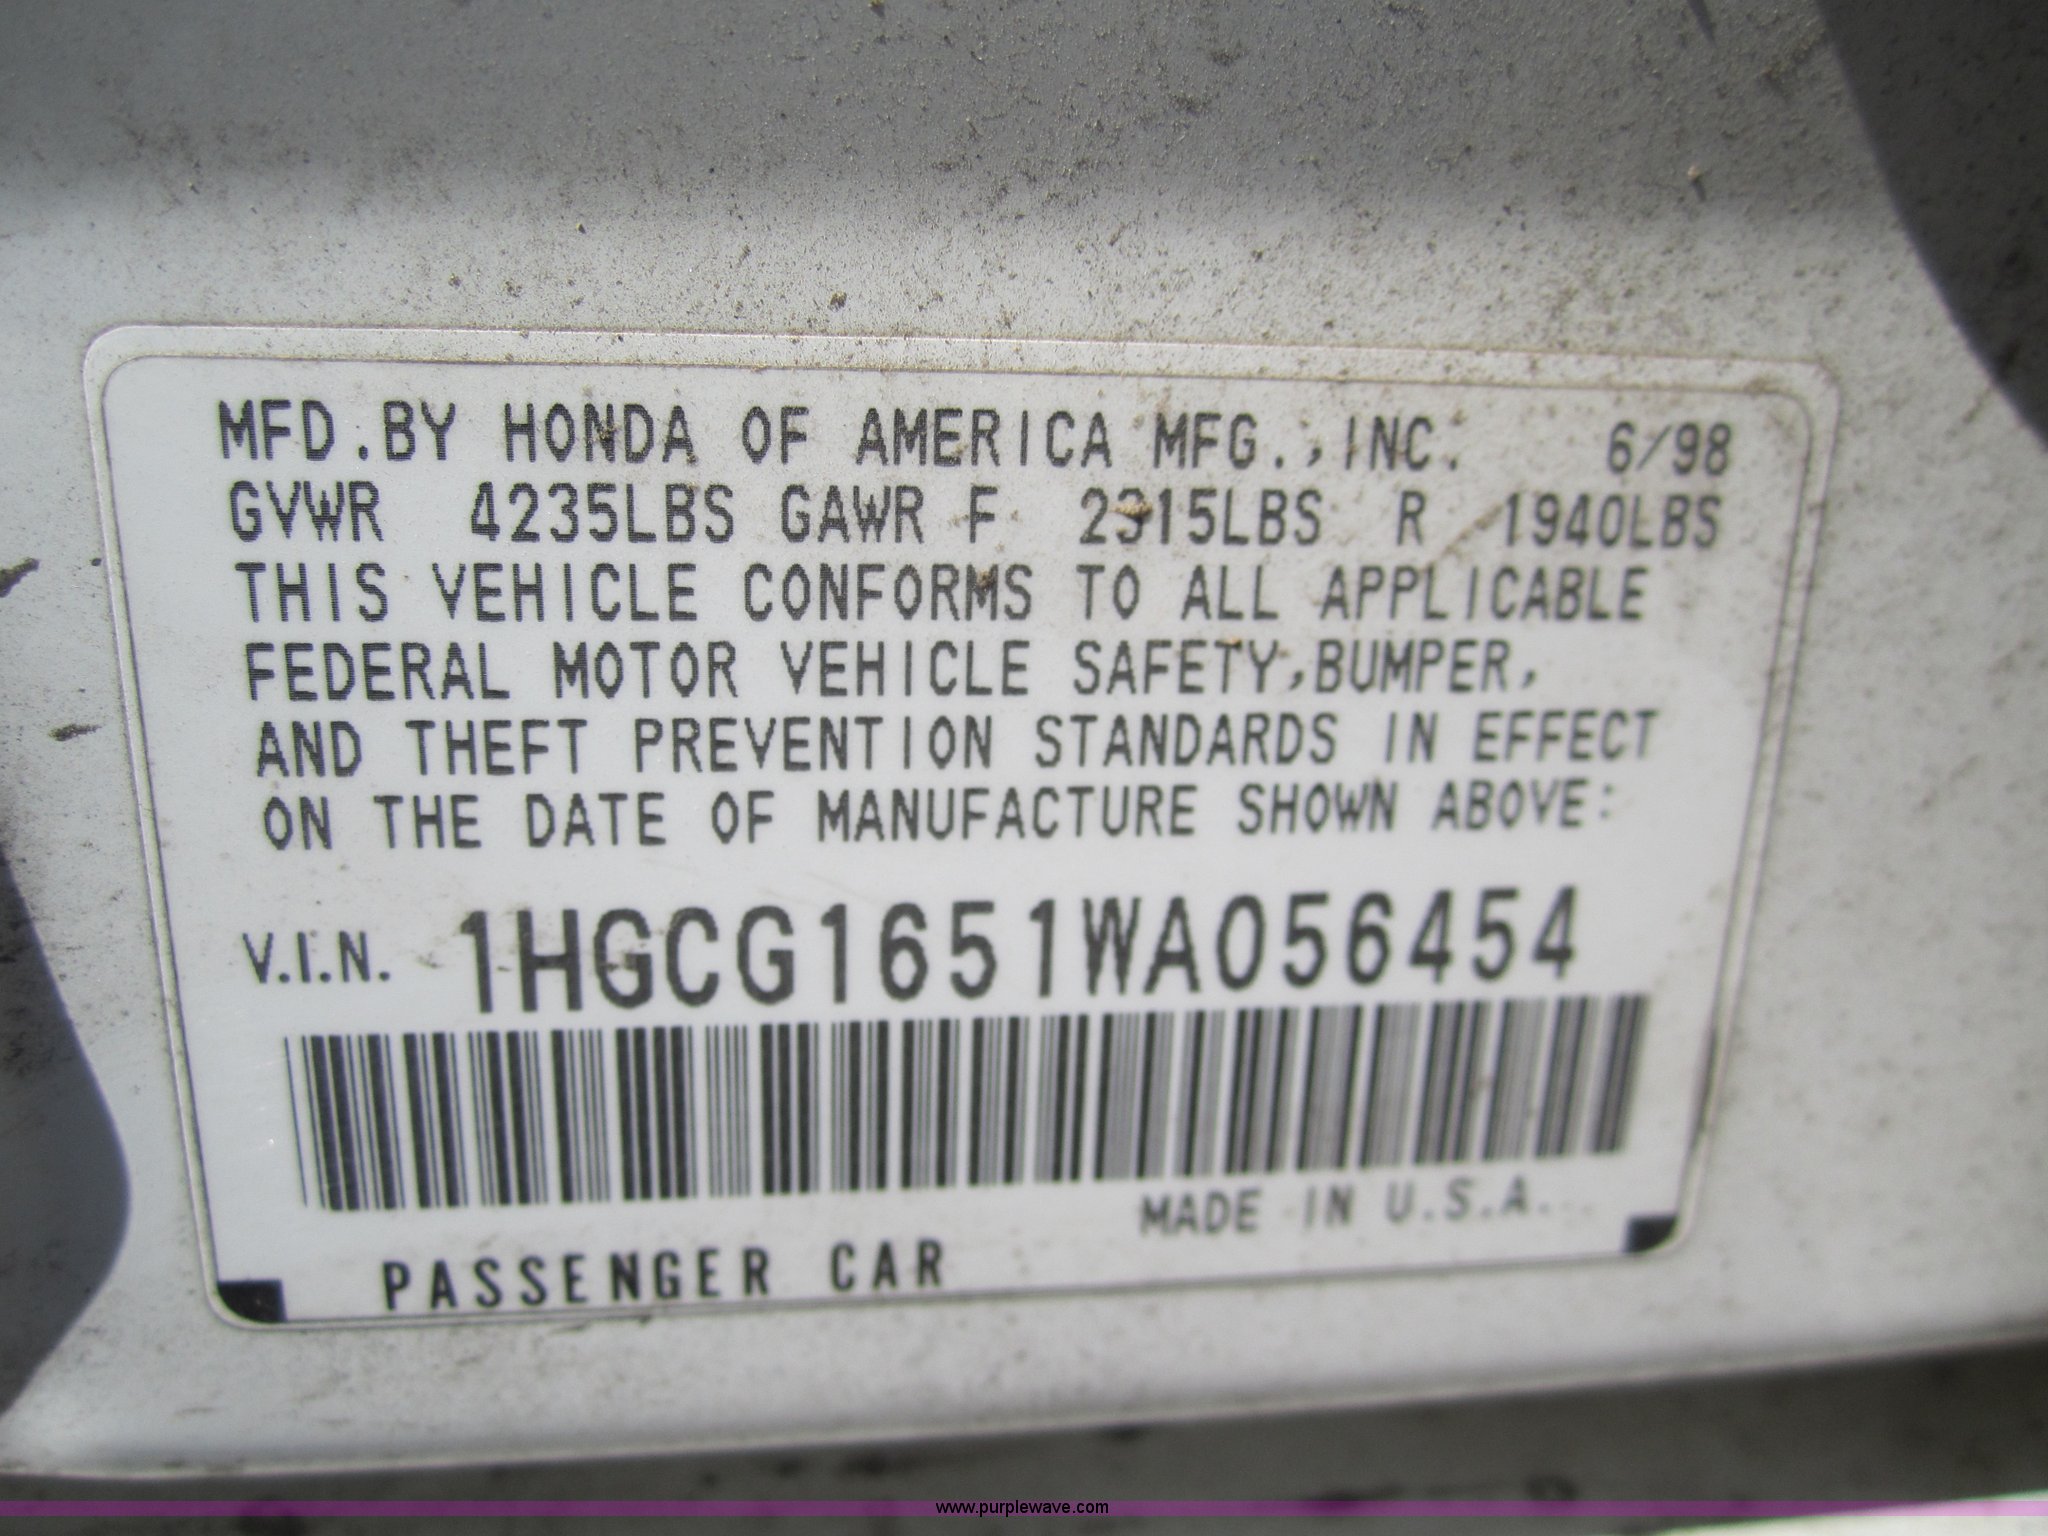 MFD.BY HONDA OF AMERICA MFG.,INC. 6/98
GVWR 4235LBS GAWR F 2315LBS R 1940LBS
THIS VEHICLE CONFORMS TO ALL APPLICABLE
FEDERAL MOTOR VEHICLE SAFETY,BUMPER,
AND THEFT PREVENTION STANDARDS IN EFFECT
ON THE DATE OF MANUFACTURE SHOWN ABOVE:
V.I.N. 1HGCG1651WA056454
MADE IN U.S.A.
PASSENGER CAR
www.purplewave.com